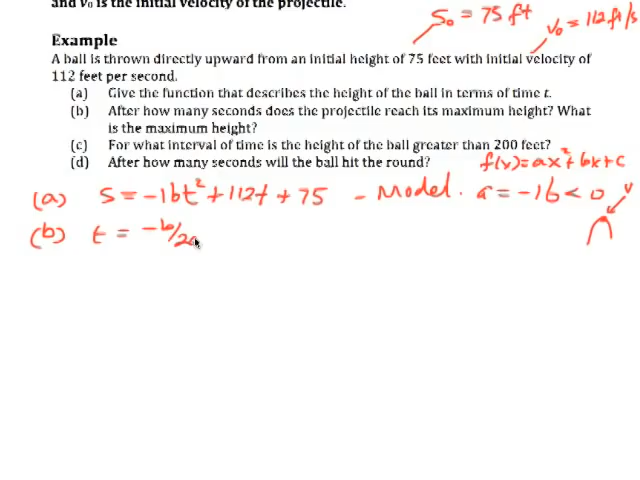 and v₀ is the initial velocity of the projectile.
S₀ = 75 ft
V₀ = 112 ft/s
Example
A ball is thrown directly upward from an initial height of 75 feet with initial velocity of
112 feet per second.
(a) Give the function that describes the height of the ball in terms of time t.
(b) After how many seconds does the projectile reach its maximum height? What
is the maximum height?
(c) For what interval of time is the height of the ball greater than 200 feet?
(d) After how many seconds will the ball hit the round?
f(x)=ax²+bx+c
(a) S = -16t² + 112t + 75 - Model. a = -16 < 0
V
(b) t = -b/2a